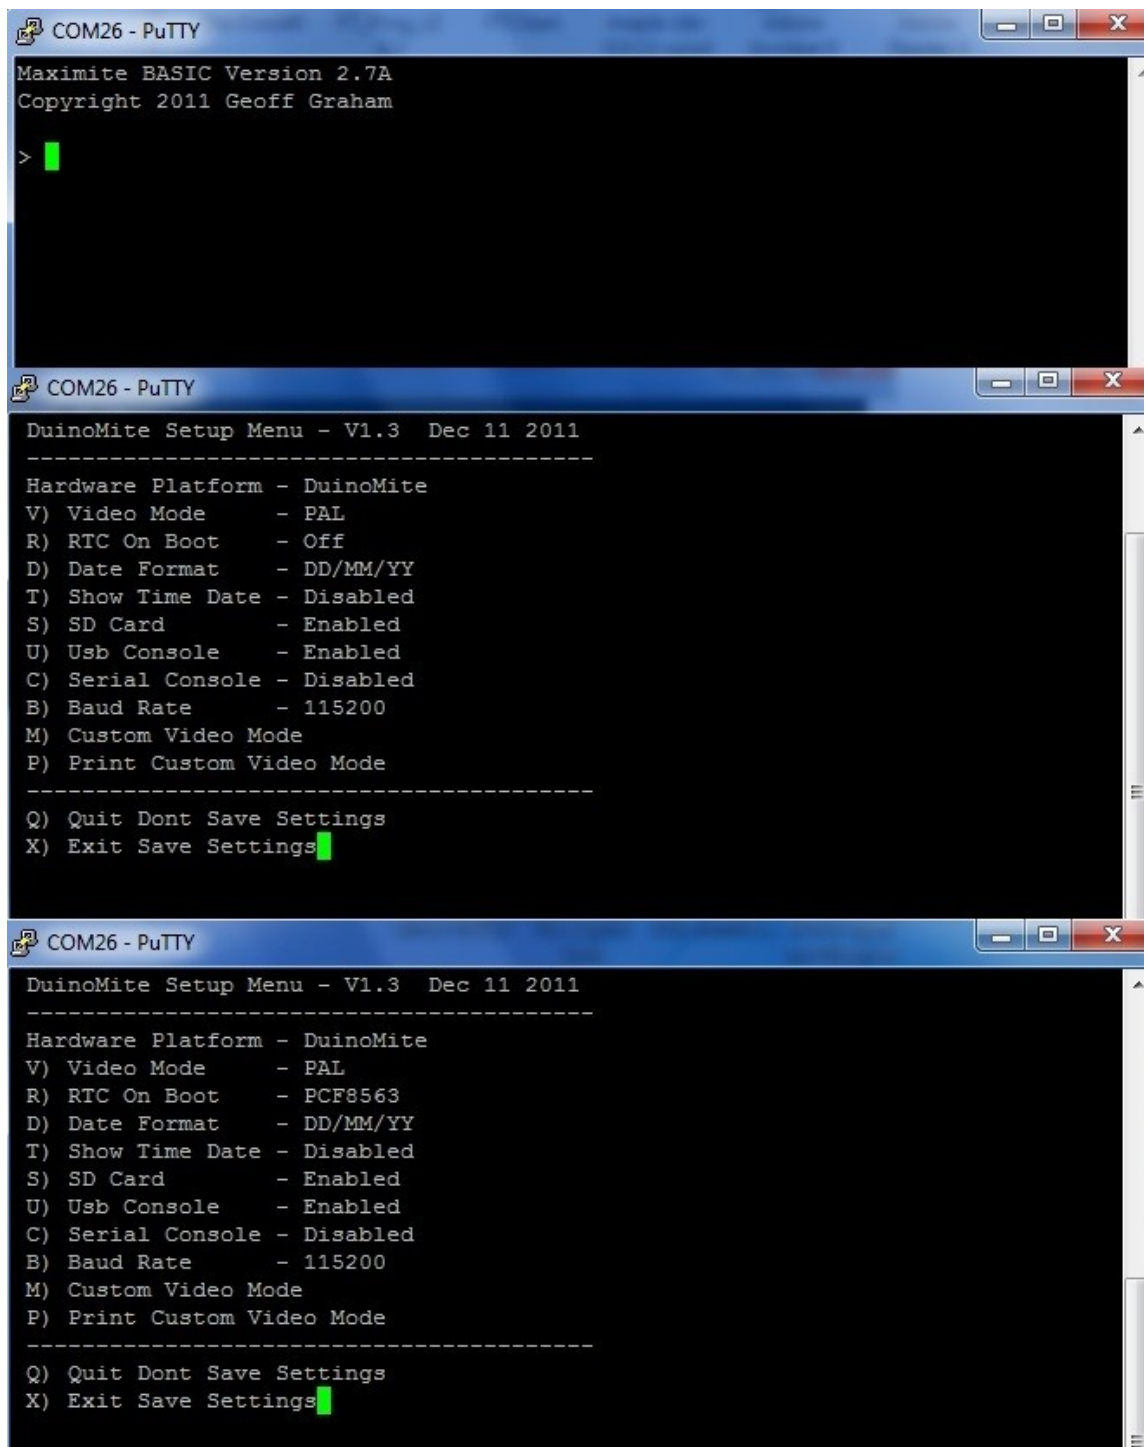 COM26 - PuTTY
Maximite BASIC Version 2.7A
Copyright 2011 Geoff Graham
>
COM26 - PuTTY
DuinoMite Setup Menu - V1.3  Dec 11 2011
-----------------------------------------
Hardware Platform - DuinoMite
V) Video Mode     - PAL
R) RTC On Boot    - Off
D) Date Format    - DD/MM/YY
T) Show Time Date - Disabled
S) SD Card        - Enabled
U) Usb Console    - Enabled
C) Serial Console - Disabled
B) Baud Rate      - 115200
M) Custom Video Mode
P) Print Custom Video Mode
-----------------------------------------
Q) Quit Dont Save Settings
X) Exit Save Settings
COM26 - PuTTY
DuinoMite Setup Menu - V1.3  Dec 11 2011
-----------------------------------------
Hardware Platform - DuinoMite
V) Video Mode     - PAL
R) RTC On Boot    - PCF8563
D) Date Format    - DD/MM/YY
T) Show Time Date - Disabled
S) SD Card        - Enabled
U) Usb Console    - Enabled
C) Serial Console - Disabled
B) Baud Rate      - 115200
M) Custom Video Mode
P) Print Custom Video Mode
-----------------------------------------
Q) Quit Dont Save Settings
X) Exit Save Settings